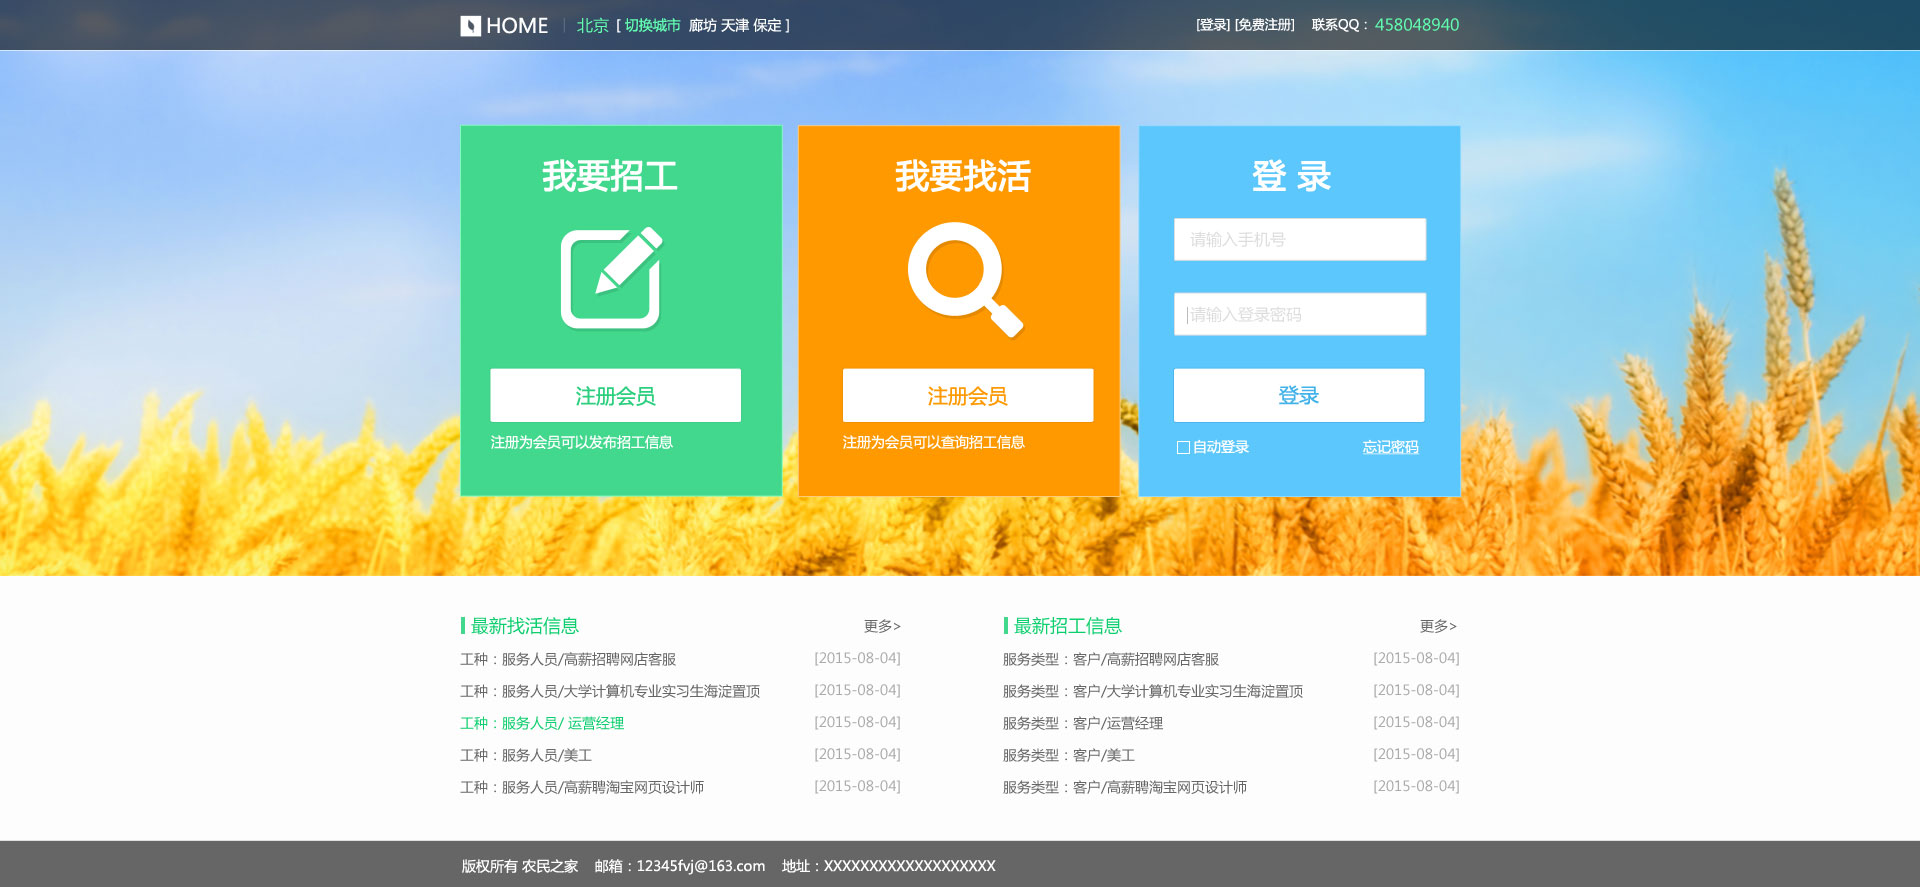 HOME 北京 [ 切换城市 廊坊 天津 保定 ] [登录] [免费注册] 联系QQ： 458048940
我要招工
注册会员
注册为会员可以发布招工信息
我要找活
注册会员
注册为会员可以查询招工信息
登 录
请输入手机号
请输入登录密码
登录
自动登录 忘记密码
最新找活信息 更多>
工种：服务人员/高薪招聘网店客服 [2015-08-04]
工种：服务人员/大学计算机专业实习生海淀置顶 [2015-08-04]
工种：服务人员/ 运营经理 [2015-08-04]
工种：服务人员/美工 [2015-08-04]
工种：服务人员/高薪聘淘宝网页设计师 [2015-08-04]
最新招工信息 更多>
服务类型：客户/高薪招聘网店客服 [2015-08-04]
服务类型：客户/大学计算机专业实习生海淀置顶 [2015-08-04]
服务类型：客户/运营经理 [2015-08-04]
服务类型：客户/美工 [2015-08-04]
服务类型：客户/高薪聘淘宝网页设计师 [2015-08-04]
版权所有 农民之家 邮箱：12345fvj@163.com 地址：XXXXXXXXXXXXXXXXXXX